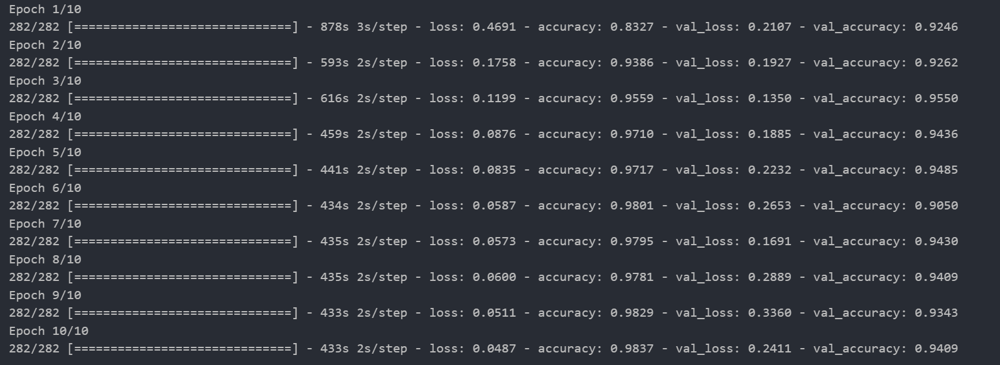 Epoch 1/10
282/282 [==============================] - 878s 3s/step - loss: 0.4691 - accuracy: 0.8327 - val_loss: 0.2107 - val_accuracy: 0.9246
Epoch 2/10
282/282 [==============================] - 593s 2s/step - loss: 0.1758 - accuracy: 0.9386 - val_loss: 0.1927 - val_accuracy: 0.9262
Epoch 3/10
282/282 [==============================] - 616s 2s/step - loss: 0.1199 - accuracy: 0.9559 - val_loss: 0.1350 - val_accuracy: 0.9550
Epoch 4/10
282/282 [==============================] - 459s 2s/step - loss: 0.0876 - accuracy: 0.9710 - val_loss: 0.1885 - val_accuracy: 0.9436
Epoch 5/10
282/282 [==============================] - 441s 2s/step - loss: 0.0835 - accuracy: 0.9717 - val_loss: 0.2232 - val_accuracy: 0.9485
Epoch 6/10
282/282 [==============================] - 434s 2s/step - loss: 0.0587 - accuracy: 0.9801 - val_loss: 0.2653 - val_accuracy: 0.9050
Epoch 7/10
282/282 [==============================] - 435s 2s/step - loss: 0.0573 - accuracy: 0.9795 - val_loss: 0.1691 - val_accuracy: 0.9430
Epoch 8/10
282/282 [==============================] - 435s 2s/step - loss: 0.0600 - accuracy: 0.9781 - val_loss: 0.2889 - val_accuracy: 0.9409
Epoch 9/10
282/282 [==============================] - 433s 2s/step - loss: 0.0511 - accuracy: 0.9829 - val_loss: 0.3360 - val_accuracy: 0.9343
Epoch 10/10
282/282 [==============================] - 433s 2s/step - loss: 0.0487 - accuracy: 0.9837 - val_loss: 0.2411 - val_accuracy: 0.9409